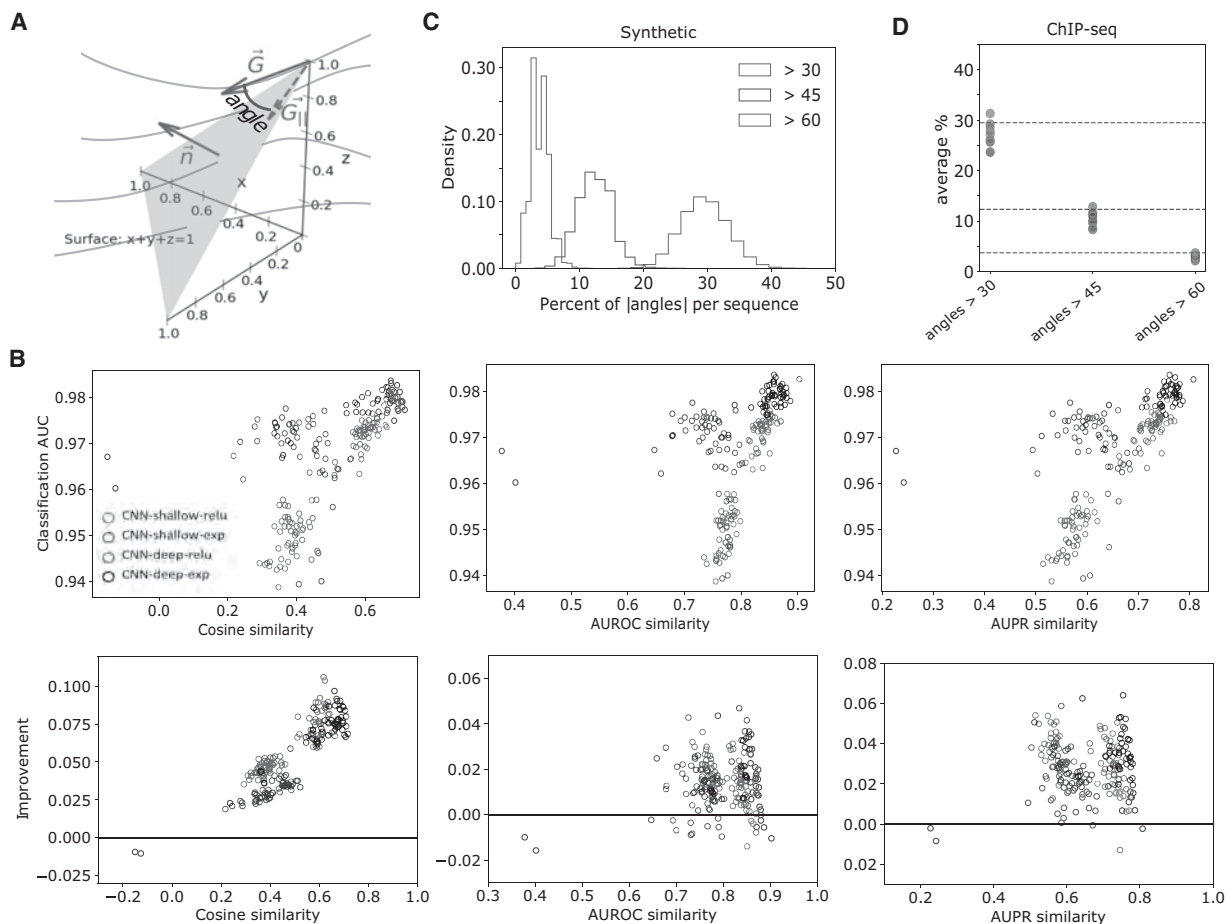 A
G
angle
G||
n
1.0
0.8
0.6
0.4
0.2
z
1.0
0.8
0.6
0.4
0.2
0
x
0.2
0.4
0.6
0.8
1.0
y
Surface: x+y+z=1
C
Synthetic
Density
0.30
0.20
0.10
0.00
> 30
> 45
> 60
0 10 20 30 40 50
Percent of |angles| per sequence
D
ChIP-seq
average %
40
30
20
10
0
angles > 30
angles > 45
angles > 60
B
Classification AUC
0.98
0.97
0.96
0.95
0.94
CNN-shallow-relu
CNN-shallow-exp
CNN-deep-relu
CNN-deep-exp
0.0 0.2 0.4 0.6
Cosine similarity
0.98
0.97
0.96
0.95
0.94
0.4 0.5 0.6 0.7 0.8 0.9
AUROC similarity
0.98
0.97
0.96
0.95
0.94
0.2 0.3 0.4 0.5 0.6 0.7 0.8
AUPR similarity
Improvement
0.100
0.075
0.050
0.025
0.000
−0.025
−0.2 0.0 0.2 0.4 0.6 0.8 1.0
Cosine similarity
0.06
0.04
0.02
0.00
−0.02
0.3 0.4 0.5 0.6 0.7 0.8 0.9 1.0
AUROC similarity
0.08
0.06
0.04
0.02
0.00
0.02
0.2 0.4 0.6 0.8 1.0
AUPR similarity